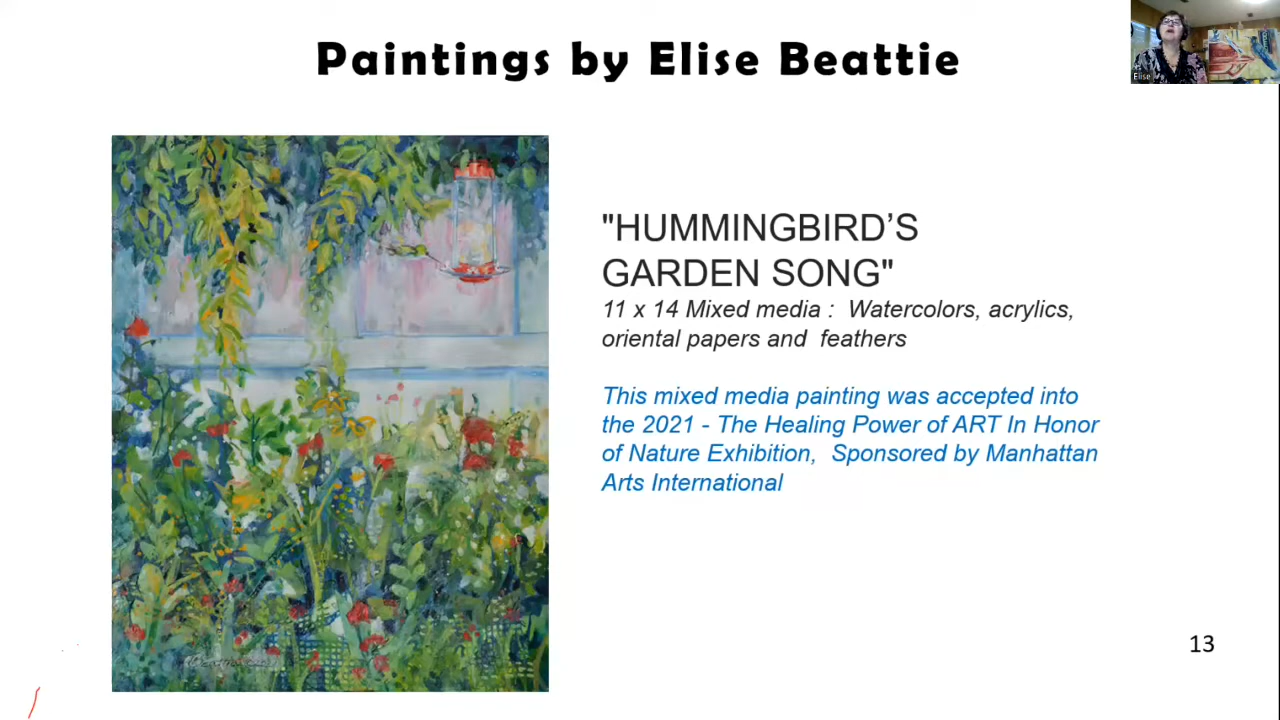 Paintings by Elise Beattie
Elise
"HUMMINGBIRD’S
GARDEN SONG"
11 x 14 Mixed media :  Watercolors, acrylics,
oriental papers and  feathers
This mixed media painting was accepted into
the 2021 - The Healing Power of ART In Honor
of Nature Exhibition,  Sponsored by Manhattan
Arts International
13